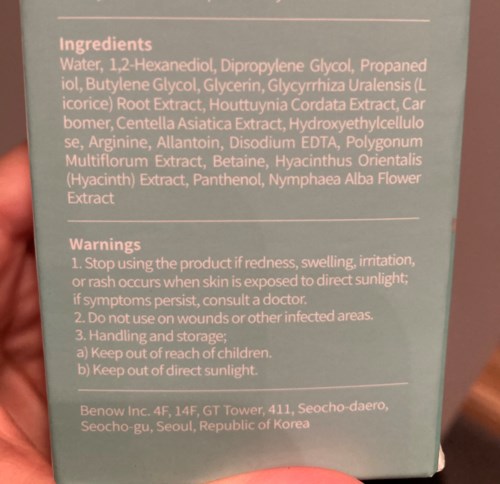 Ingredients
Water, 1,2-Hexanediol, Dipropylene Glycol, Propaned
iol, Butylene Glycol, Glycerin, Glycyrrhiza Uralensis (L
icorice) Root Extract, Houttuynia Cordata Extract, Car
bomer, Centella Asiatica Extract, Hydroxyethylcellulo
se, Arginine, Allantoin, Disodium EDTA, Polygonum
Multiflorum Extract, Betaine, Hyacinthus Orientalis
(Hyacinth) Extract, Panthenol, Nymphaea Alba Flower
Extract
Warnings
1. Stop using the product if redness, swelling, irritation,
or rash occurs when skin is exposed to direct sunlight;
if symptoms persist, consult a doctor.
2. Do not use on wounds or other infected areas.
3. Handling and storage;
a) Keep out of reach of children.
b) Keep out of direct sunlight.
Benow Inc. 4F, 14F, GT Tower, 411, Seocho-daero,
Seocho-gu, Seoul, Republic of Korea